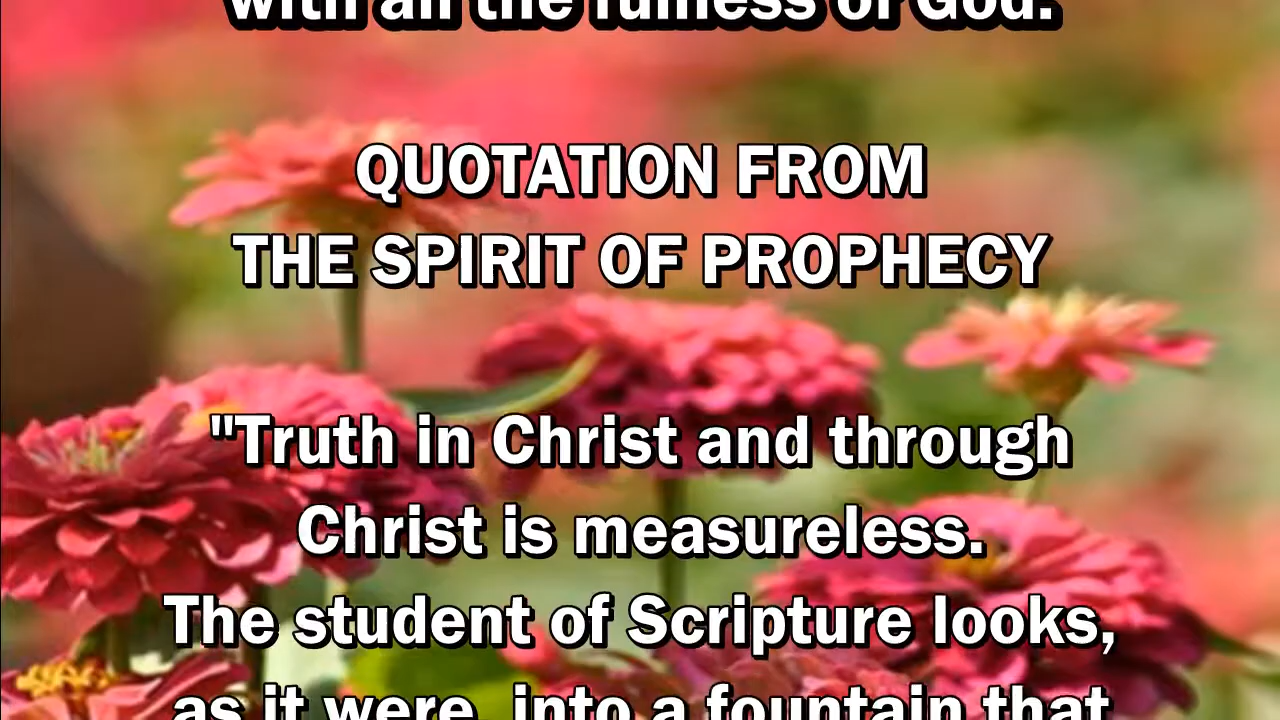 with all the fulness of God.
QUOTATION FROM
THE SPIRIT OF PROPHECY
"Truth in Christ and through
Christ is measureless.
The student of Scripture looks,
as it were, into a fountain that